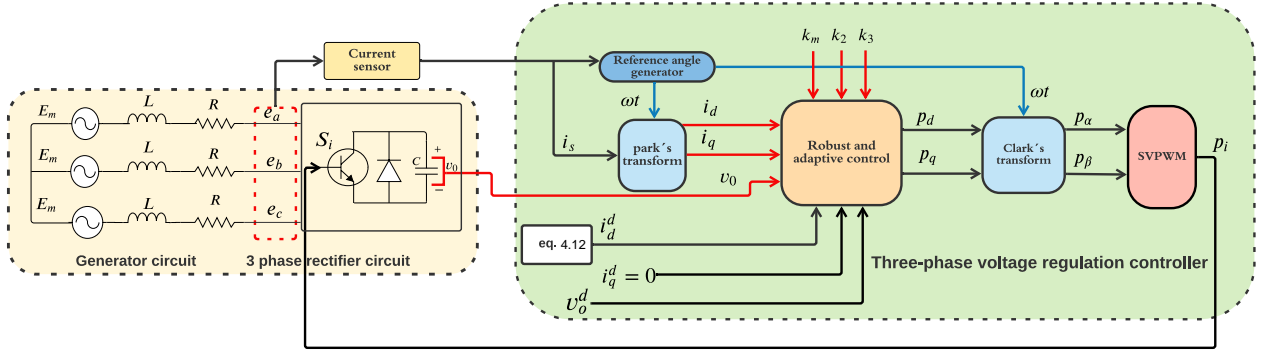 k_m k_2 k_3
Current
sensor
Reference angle
generator
E_m L R e_a
ωt ωt
i_d
i_q
i_s
park´s
transform
Robust and
adaptive control
p_d
p_q
Clark´s
transform
p_α
p_β
SVPWM
p_i
S_i
+
C v_0
−
v_0
E_m L R e_b
E_m L R e_c
eq. 4.12
i_d^d
i_q^d = 0
v_o^d
Generator circuit
3 phase rectifier circuit
Three-phase voltage regulation controller